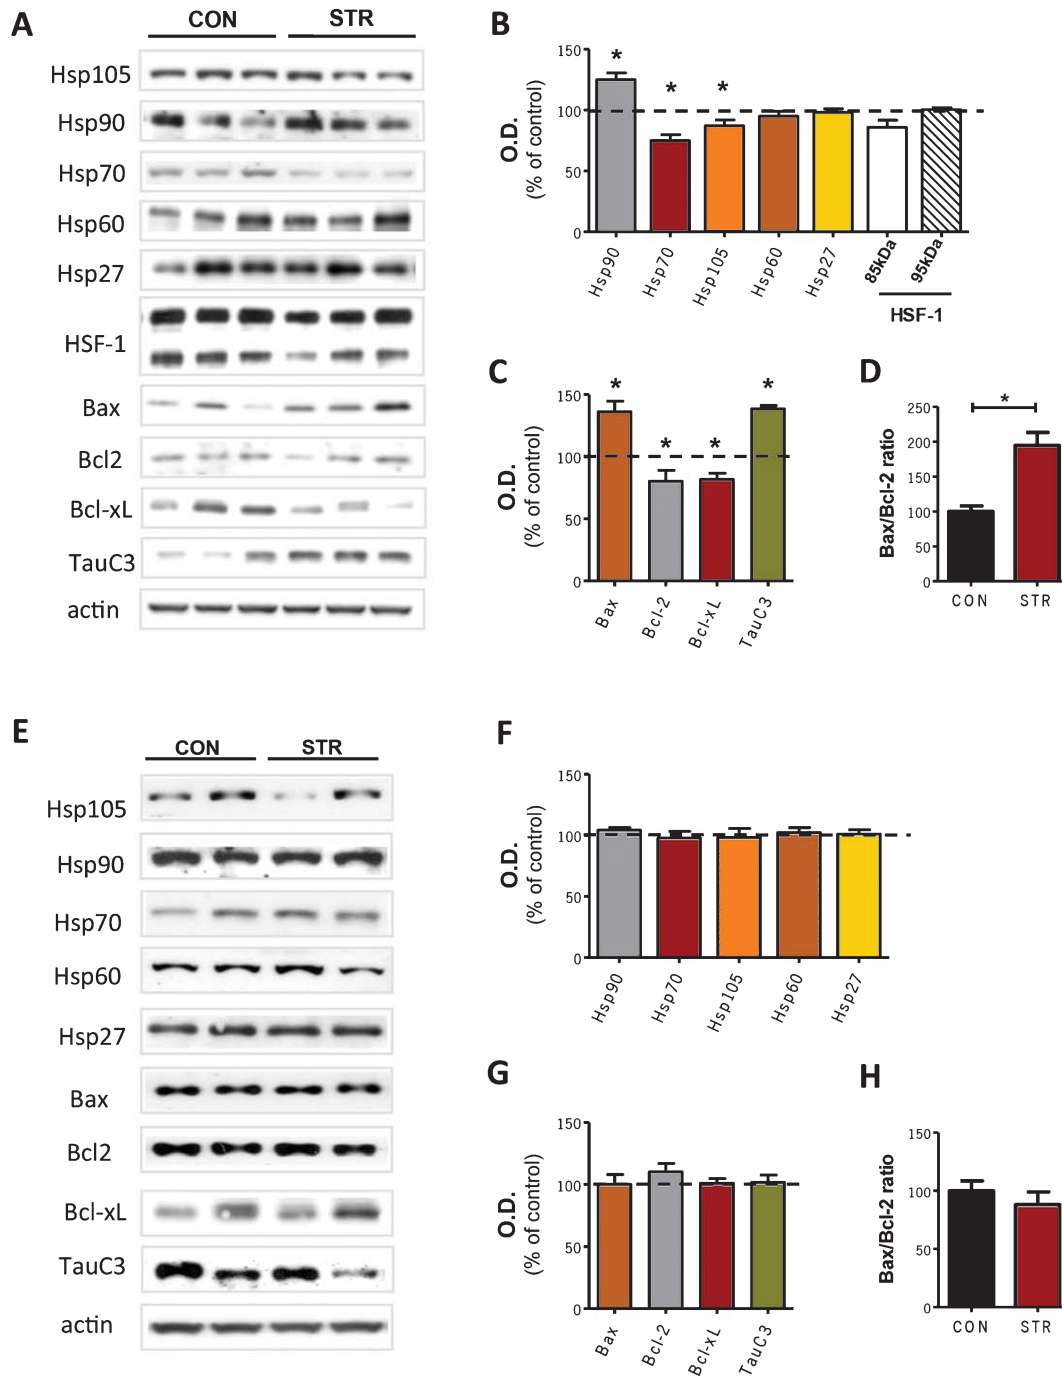 A
CON STR
Hsp105
Hsp90
Hsp70
Hsp60
Hsp27
HSF-1
Bax
Bcl2
Bcl-xL
TauC3
actin
B
O.D.
(% of control)
150
100
50
0
* * *
Hsp90 Hsp70 Hsp105 Hsp60 Hsp27 85kDa 95kDa
HSF-1
C
O.D.
(% of control)
150
100
50
0
* * * *
Bax Bcl-2 Bcl-xL TauC3
D
Bax/Bcl-2 ratio
250
200
150
100
50
0
*
CON STR
E
CON STR
Hsp105
Hsp90
Hsp70
Hsp60
Hsp27
Bax
Bcl2
Bcl-xL
TauC3
actin
F
O.D.
(% of control)
150
100
50
0
Hsp90 Hsp70 Hsp105 Hsp60 Hsp27
G
O.D.
(% of control)
150
100
50
0
Bax Bcl-2 Bcl-xL TauC3
H
Bax/Bcl-2 ratio
150
100
50
0
CON STR